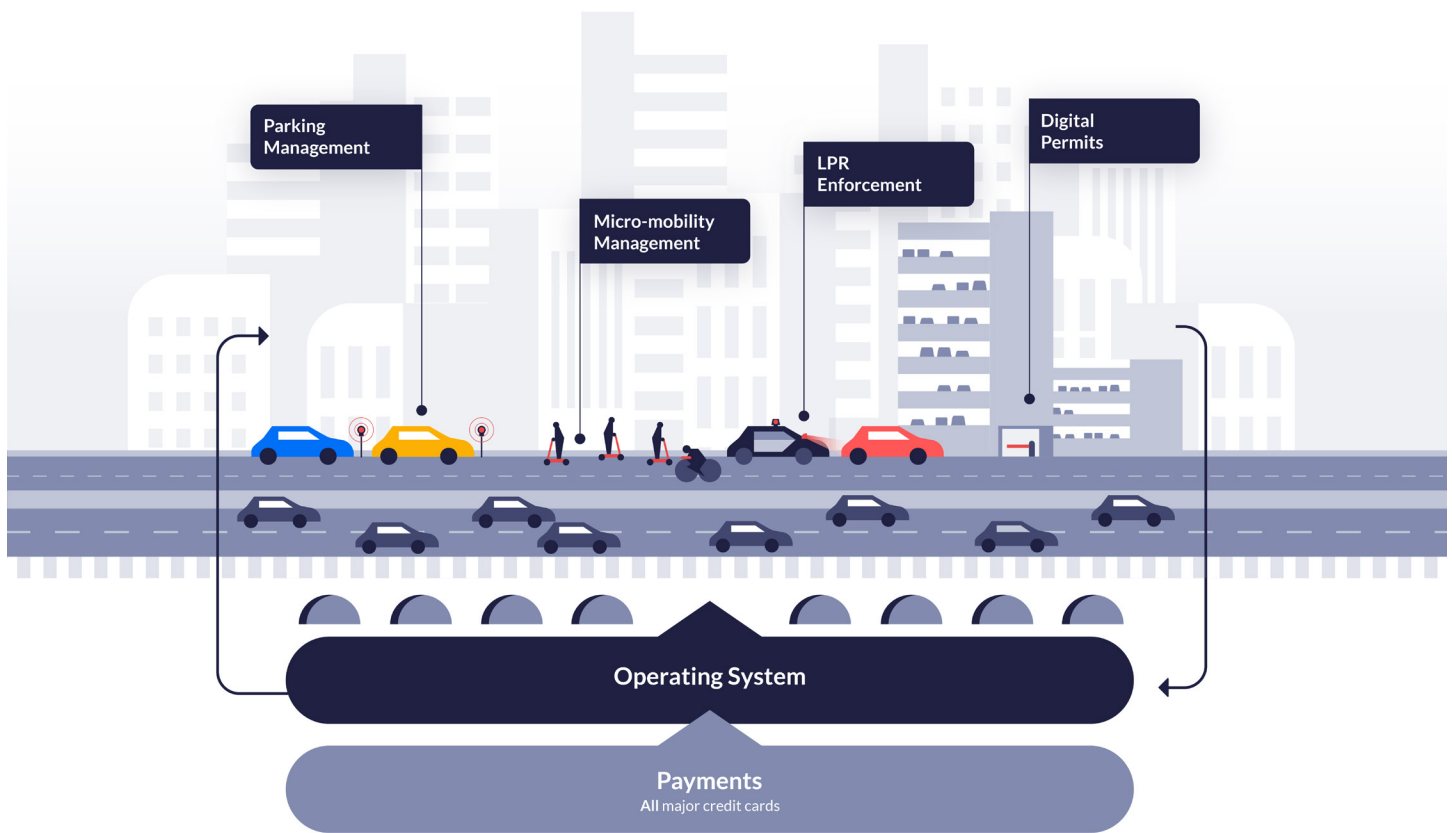 Parking
Management
Micro-mobility
Management
LPR
Enforcement
Digital
Permits
Operating System
Payments
All major credit cards